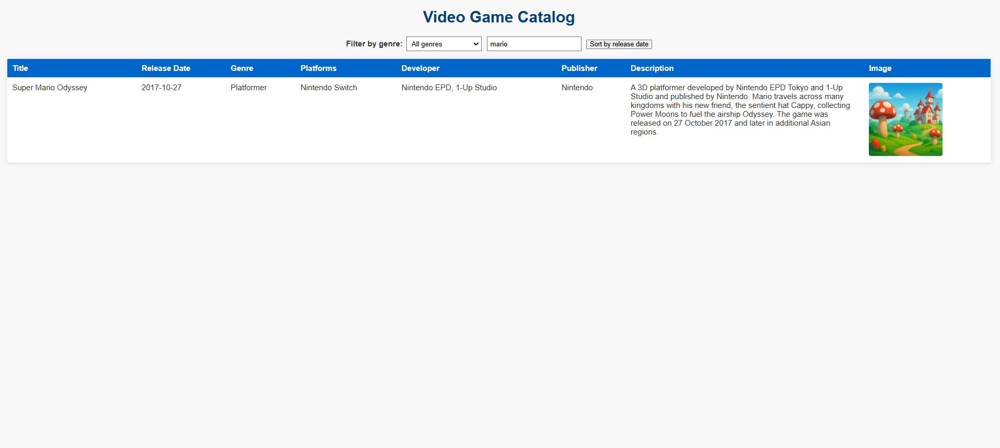 Video Game Catalog
Filter by genre: All genres mario Sort by release date
Title Release Date Genre Platforms Developer Publisher Description Image
Super Mario Odyssey 2017-10-27 Platformer Nintendo Switch Nintendo EPD, 1-Up Studio Nintendo A 3D platformer developed by Nintendo EPD Tokyo and 1-Up
Studio and published by Nintendo. Mario travels across many
kingdoms with his new friend, the sentient hat Cappy, collecting
Power Moons to fuel the airship Odyssey. The game was
released on 27 October 2017 and later in additional Asian
regions.